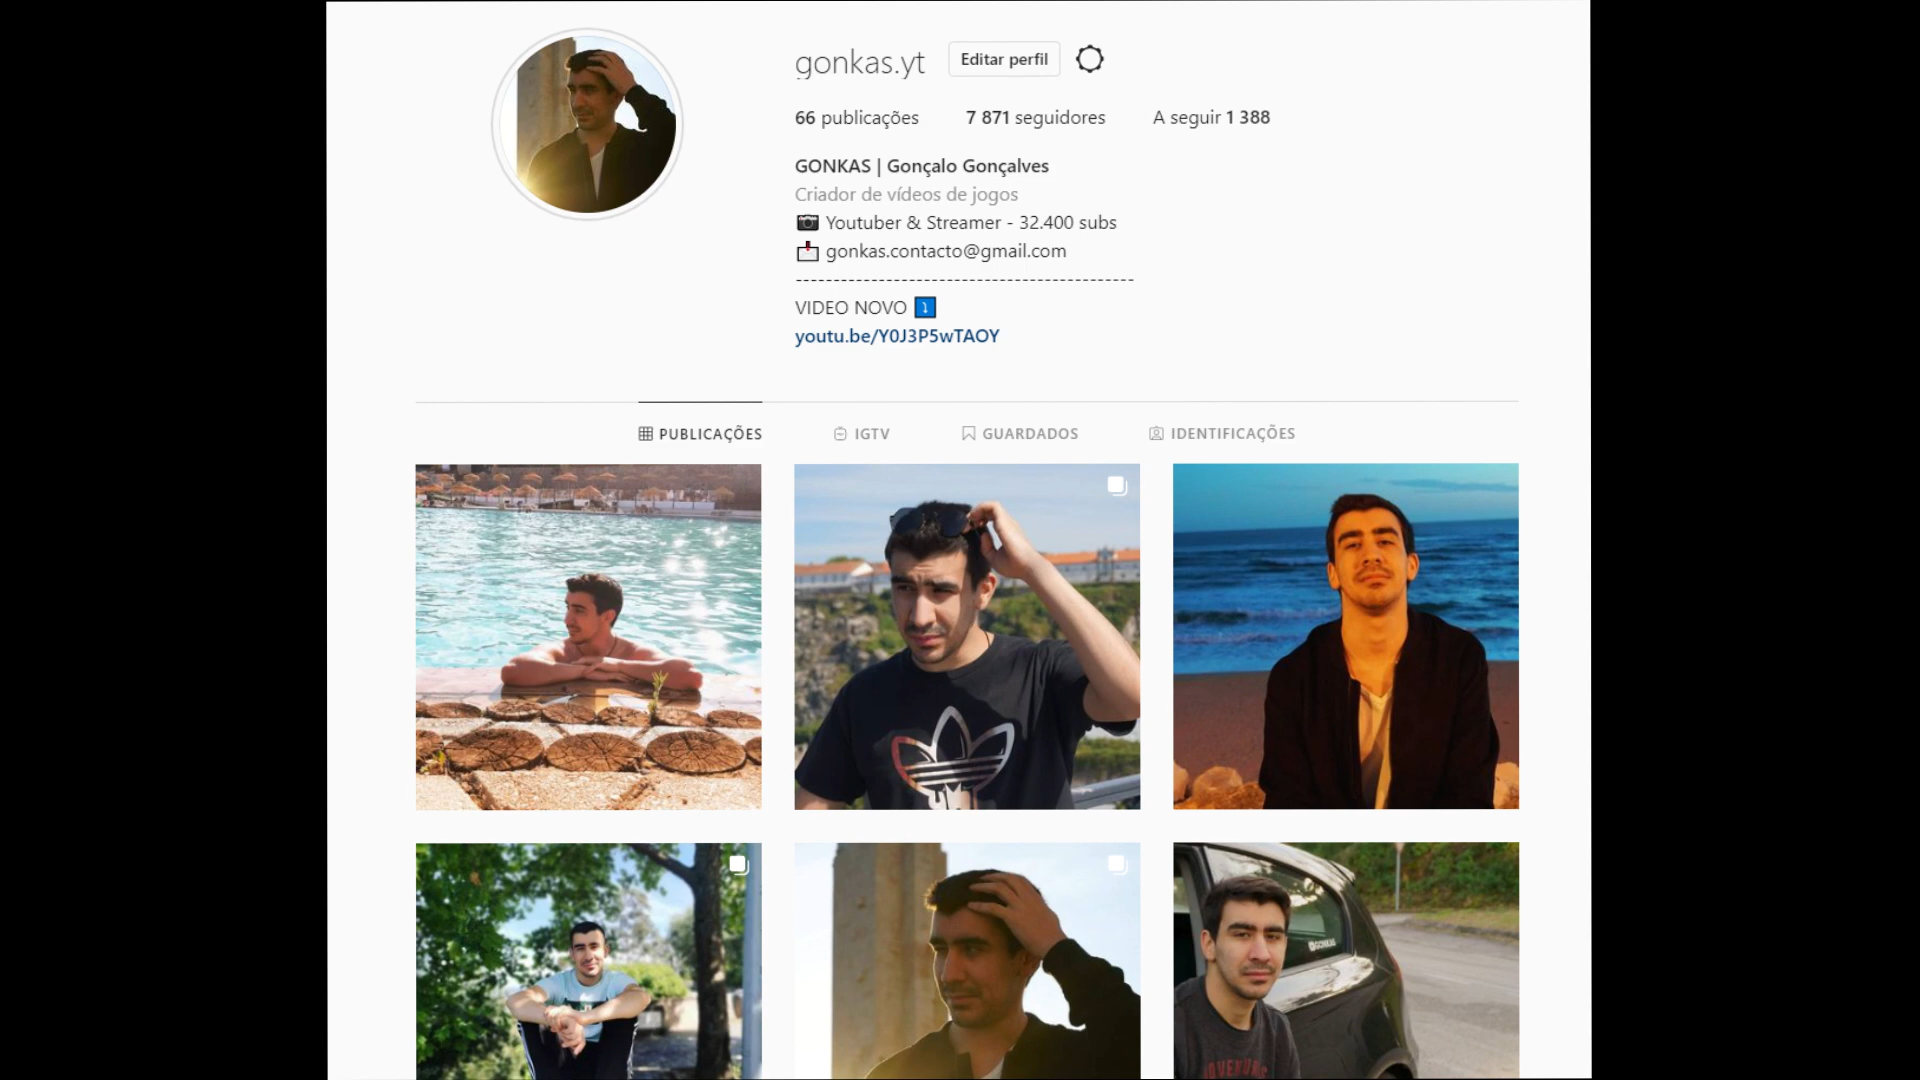 gonkas.yt Editar perfil
66 publicações 7 871 seguidores A seguir 1 388
GONKAS | Gonçalo Gonçalves
Criador de vídeos de jogos
Youtuber & Streamer - 32.400 subs
gonkas.contacto@gmail.com
---------------------------------------------
VIDEO NOVO
youtu.be/Y0J3P5wTAOY
PUBLICAÇÕES IGTV GUARDADOS IDENTIFICAÇÕES
GONKAS